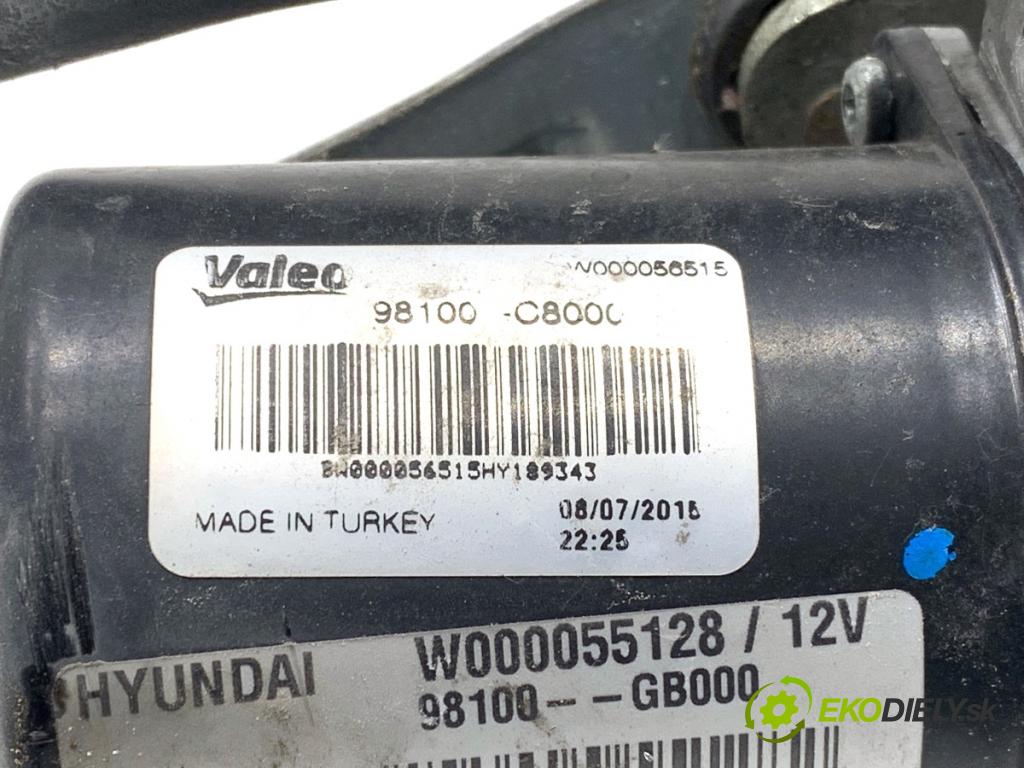 Valeo W000056515
98100 -C8000
BW000056515HY189343
MADE IN TURKEY 08/07/2015
22:25
HYUNDAI W000055128 / 12V
98100--GB000
EKODIELY.sk